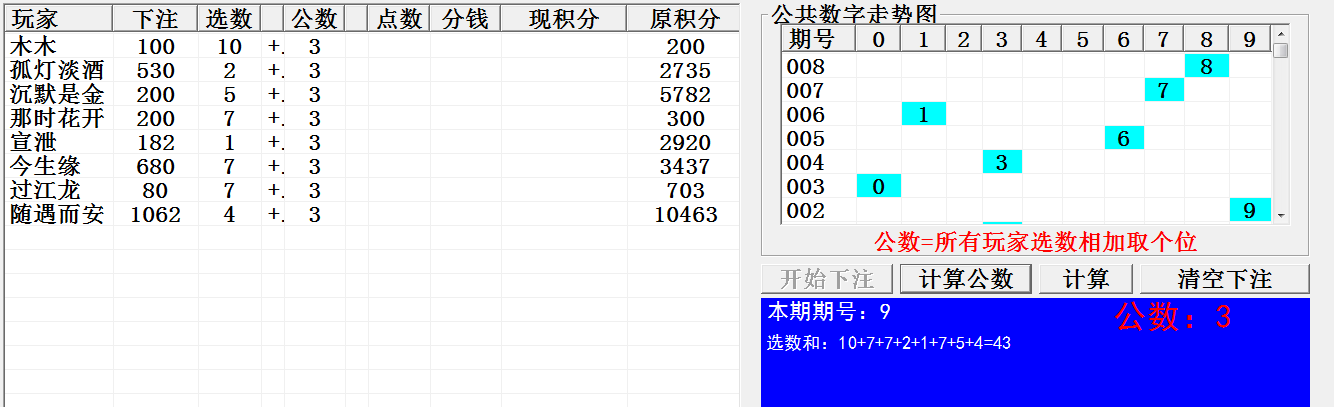 玩家 下注 选数 公数 点数 分钱 现积分 原积分
木木 100 10 +. 3 200
孤灯淡酒 530 2 +. 3 2735
沉默是金 200 5 +. 3 5782
那时花开 200 7 +. 3 300
宣泄 182 1 +. 3 2920
今生缘 680 7 +. 3 3437
过江龙 80 7 +. 3 703
随遇而安 1062 4 +. 3 10463
公共数字走势图
期号 0 1 2 3 4 5 6 7 8 9
008 8
007 7
006 1
005 6
004 3
003 0
002 9
公数=所有玩家选数相加取个位
开始下注 计算公数 计算 清空下注
本期期号：9 公数：3
选数和：10+7+7+2+1+7+5+4=43